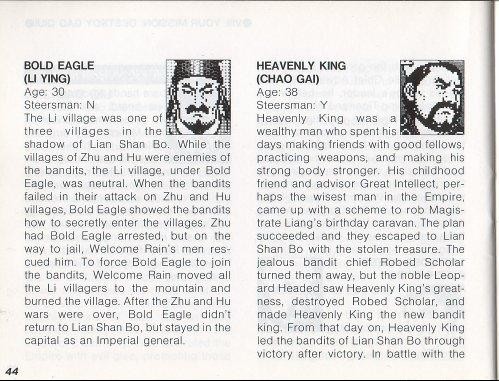 BOLD EAGLE
(LI YING)
Age: 30
Steersman: N
The Li village was one of
three villages in the
shadow of Lian Shan Bo. While the
villages of Zhu and Hu were enemies of
the bandits, the Li village, under Bold
Eagle, was neutral. When the bandits
failed in their attack on Zhu and Hu
villages, Bold Eagle showed the bandits
how to secretly enter the villages. Zhu
had Bold Eagle arrested, but on the
way to jail, Welcome Rain's men res-
cued him. To force Bold Eagle to join
the bandits, Welcome Rain moved all
the Li villagers to the mountain and
burned the village. After the Zhu and Hu
wars were over, Bold Eagle didn't
return to Lian Shan Bo, but stayed in the
capital as an Imperial general.
HEAVENLY KING
(CHAO GAI)
Age: 38
Steersman: Y
Heavenly King was a
wealthy man who spent his
days making friends with good fellows,
practicing weapons, and making his
strong body stronger. His childhood
friend and advisor Great Intellect, per-
haps the wisest man in the Empire,
came up with a scheme to rob Magis-
trate Liang's birthday caravan. The plan
succeeded and they escaped to Lian
Shan Bo with the stolen treasure. The
jealous bandit chief Robed Scholar
turned them away, but the noble Leop-
ard Headed saw Heavenly King's great-
ness, destroyed Robed Scholar, and
made Heavenly King the new bandit
king. From that day on, Heavenly King
led the bandits of Lian Shan Bo through
victory after victory. In battle with the
44